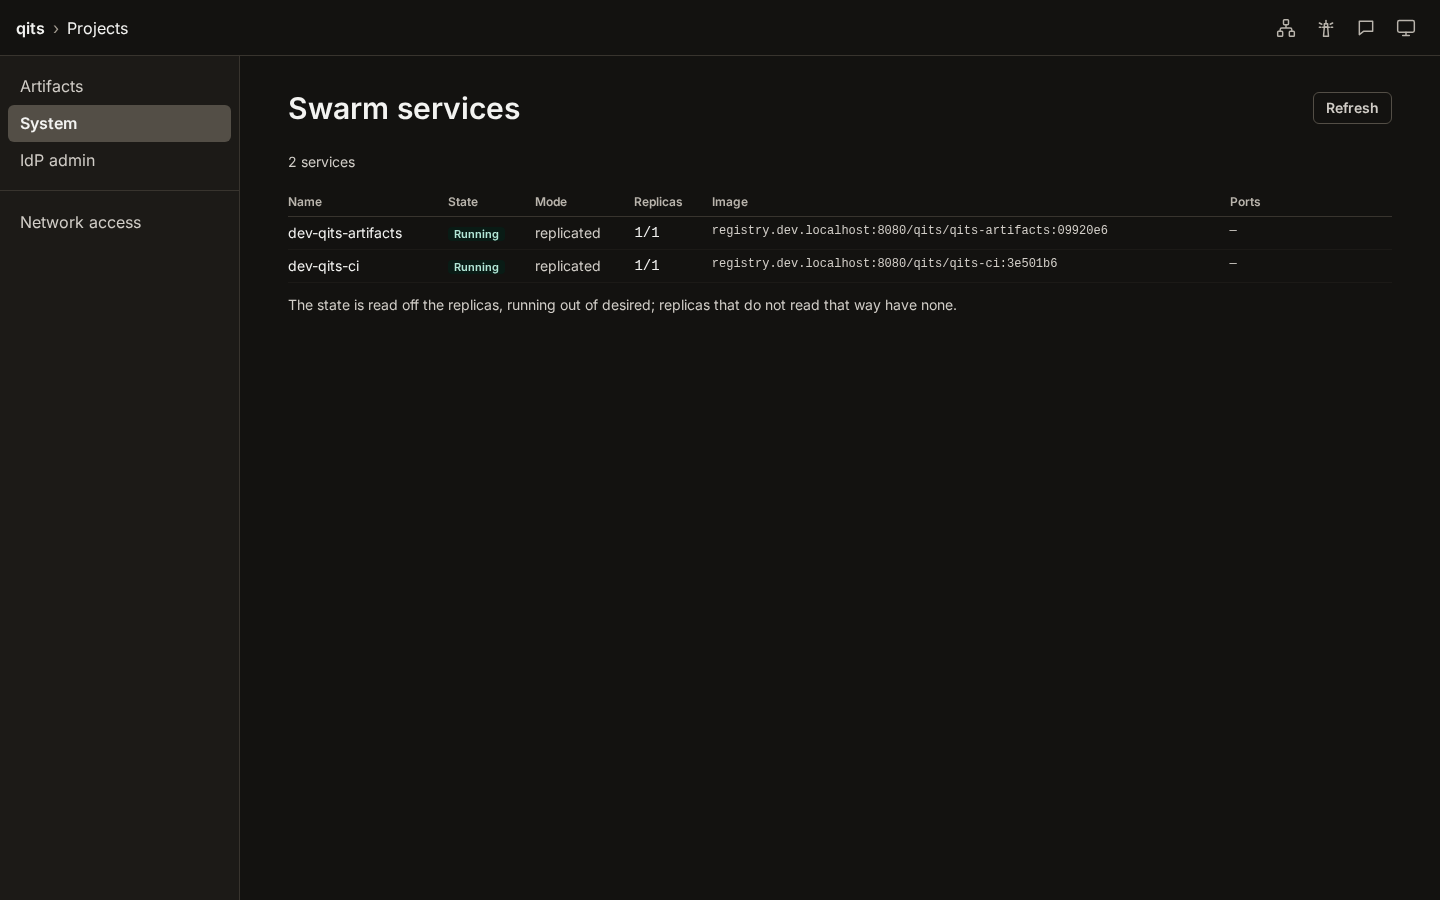 qits › Projects
Artifacts
System
IdP admin
Network access
Swarm services
Refresh
2 services
Name State Mode Replicas Image Ports
dev-qits-artifacts Running replicated 1/1 registry.dev.localhost:8080/qits/qits-artifacts:09920e6 —
dev-qits-ci Running replicated 1/1 registry.dev.localhost:8080/qits/qits-ci:3e501b6 —
The state is read off the replicas, running out of desired; replicas that do not read that way have none.